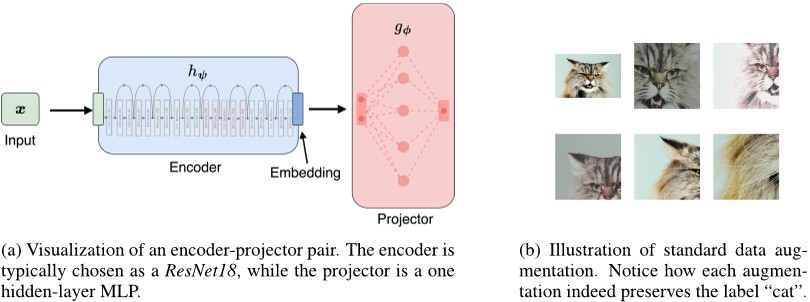 x
Input
hψ
Encoder
Embedding
gϕ
Projector
(a) Visualization of an encoder-projector pair. The encoder is
typically chosen as a ResNet18, while the projector is a one
hidden-layer MLP.
(b) Illustration of standard data aug-
mentation. Notice how each augmen-
tation indeed preserves the label “cat”.